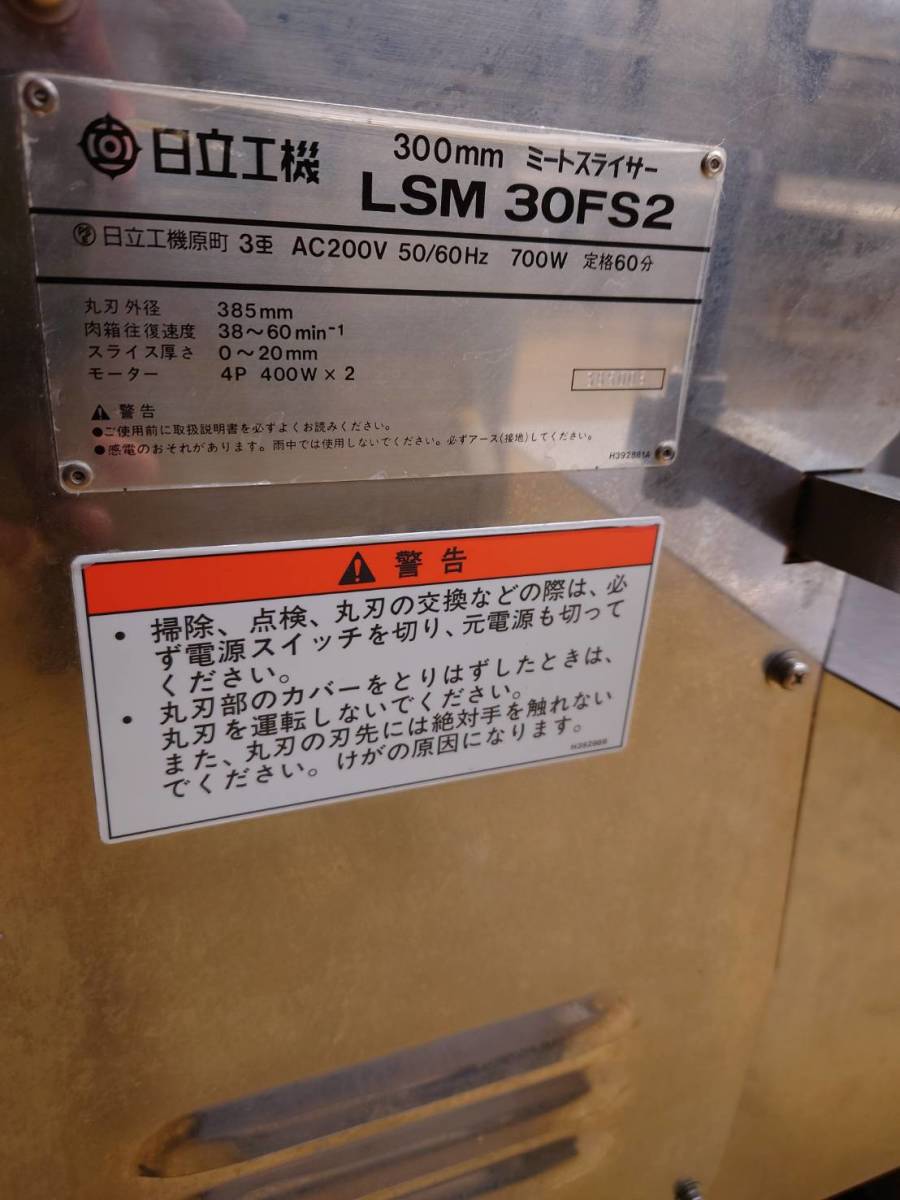 日立工機 300mm ミートスライサー
LSM 30FS2
日立工機原町 3亜 AC200V 50/60Hz 700W 定格60分
丸刃外径 385mm
肉箱往復速度 38～60min⁻¹
スライス厚さ 0～20mm
モーター 4P 400W×2
警告
●ご使用前に取扱説明書を必ずよくお読みください。
●感電のおそれがあります。雨中では使用しないでください。必ずアース(接地)してください。
H392881A
警告
・掃除、点検、丸刃の交換などの際は、必
ず電源スイッチを切り、元電源も切って
ください。
・丸刃部のカバーをとりはずしたときは、
丸刃を運転しないでください。
また、丸刃の刃先には絶対手を触れない
でください。けがの原因になります。